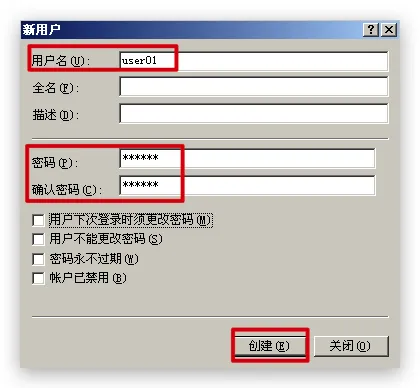 新用户
用户名(U): user01
全名(F):
描述(D):
密码(P): ******
确认密码(C): ******
用户下次登录时须更改密码(M)
用户不能更改密码(S)
密码永不过期(W)
帐户已禁用(B)
创建(E) 关闭(O)